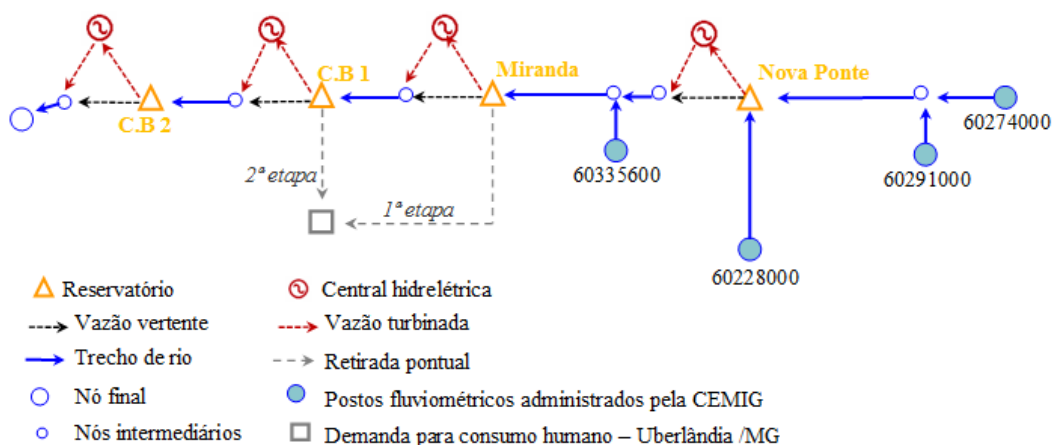 C.B 1
Miranda
Nova Ponte
C.B 2
60274000
60335600
60291000
2ª etapa
1ª etapa
60228000
Reservatório
Central hidrelétrica
Vazão vertente
Vazão turbinada
Trecho de rio
Retirada pontual
Nó final
Postos fluviométricos administrados pela CEMIG
Nós intermediários
Demanda para consumo humano – Uberlândia /MG